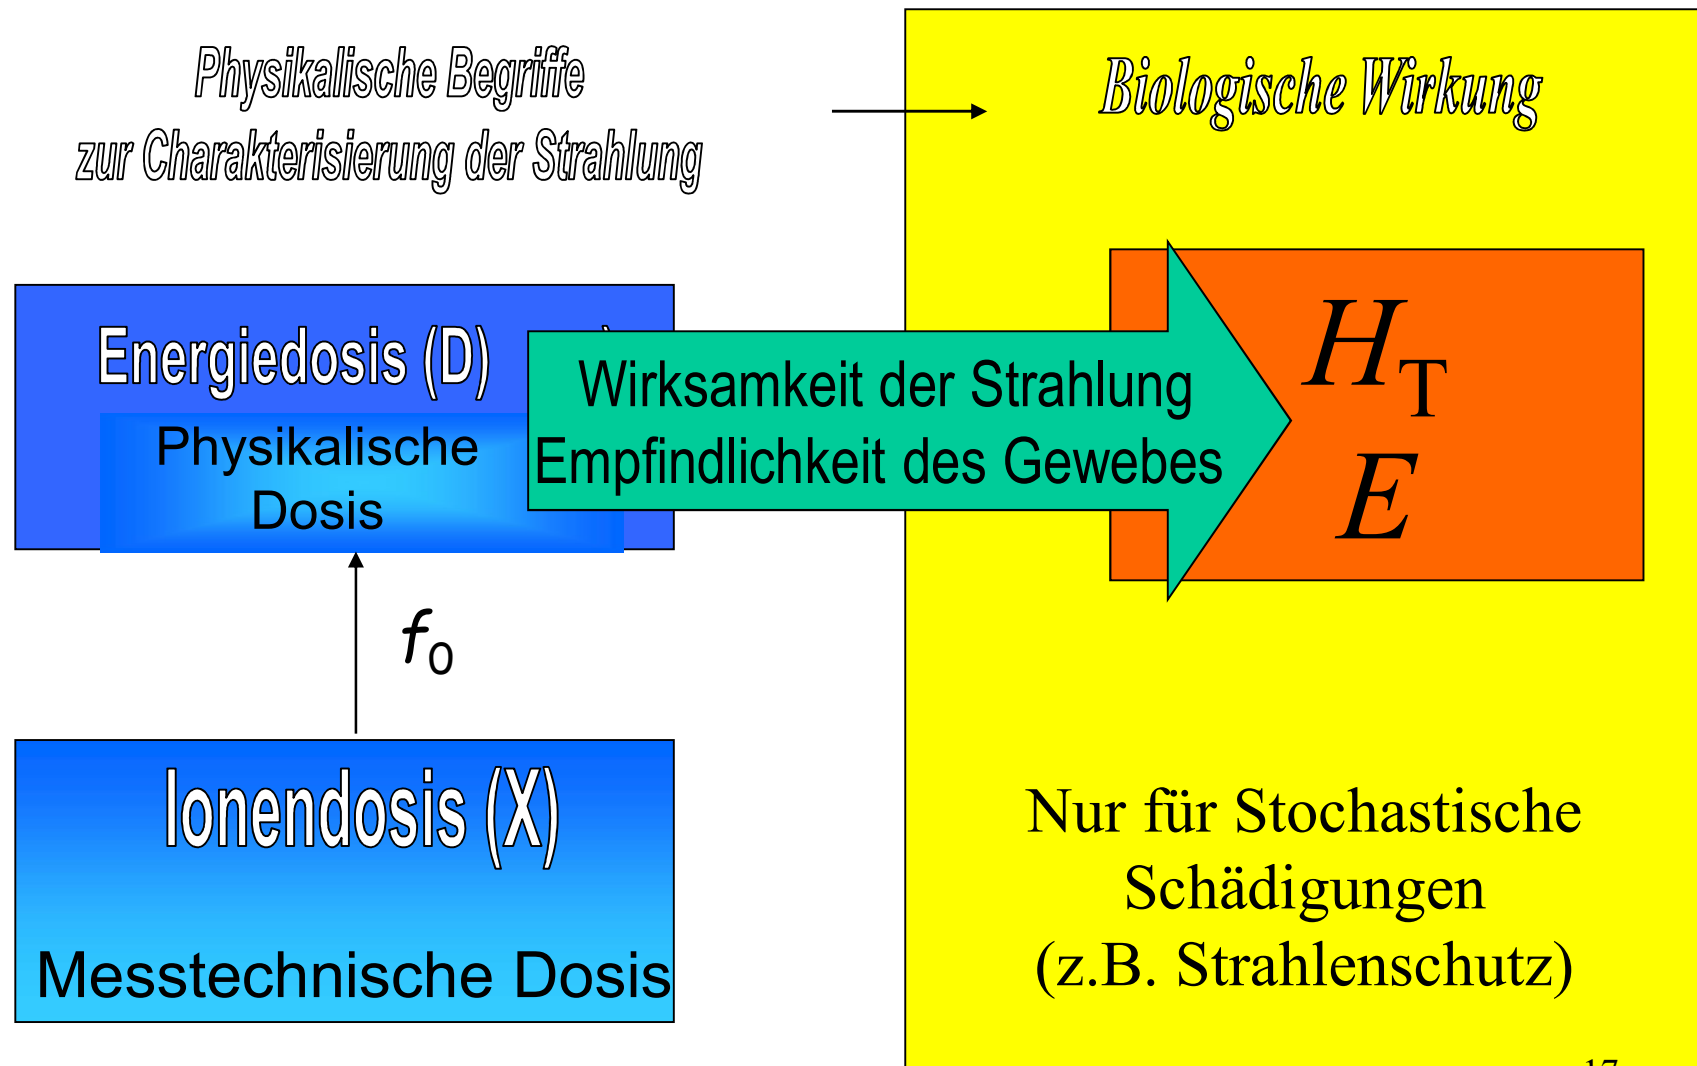 Physikalische Begriffe
zur Charakterisierung der Strahlung
Biologische Wirkung
Energiedosis (D)
Physikalische
Dosis
Wirksamkeit der Strahlung
Empfindlichkeit des Gewebes
H_T
E
f_0
Ionendosis (X)
Messtechnische Dosis
Nur für Stochastische
Schädigungen
(z.B. Strahlenschutz)
17